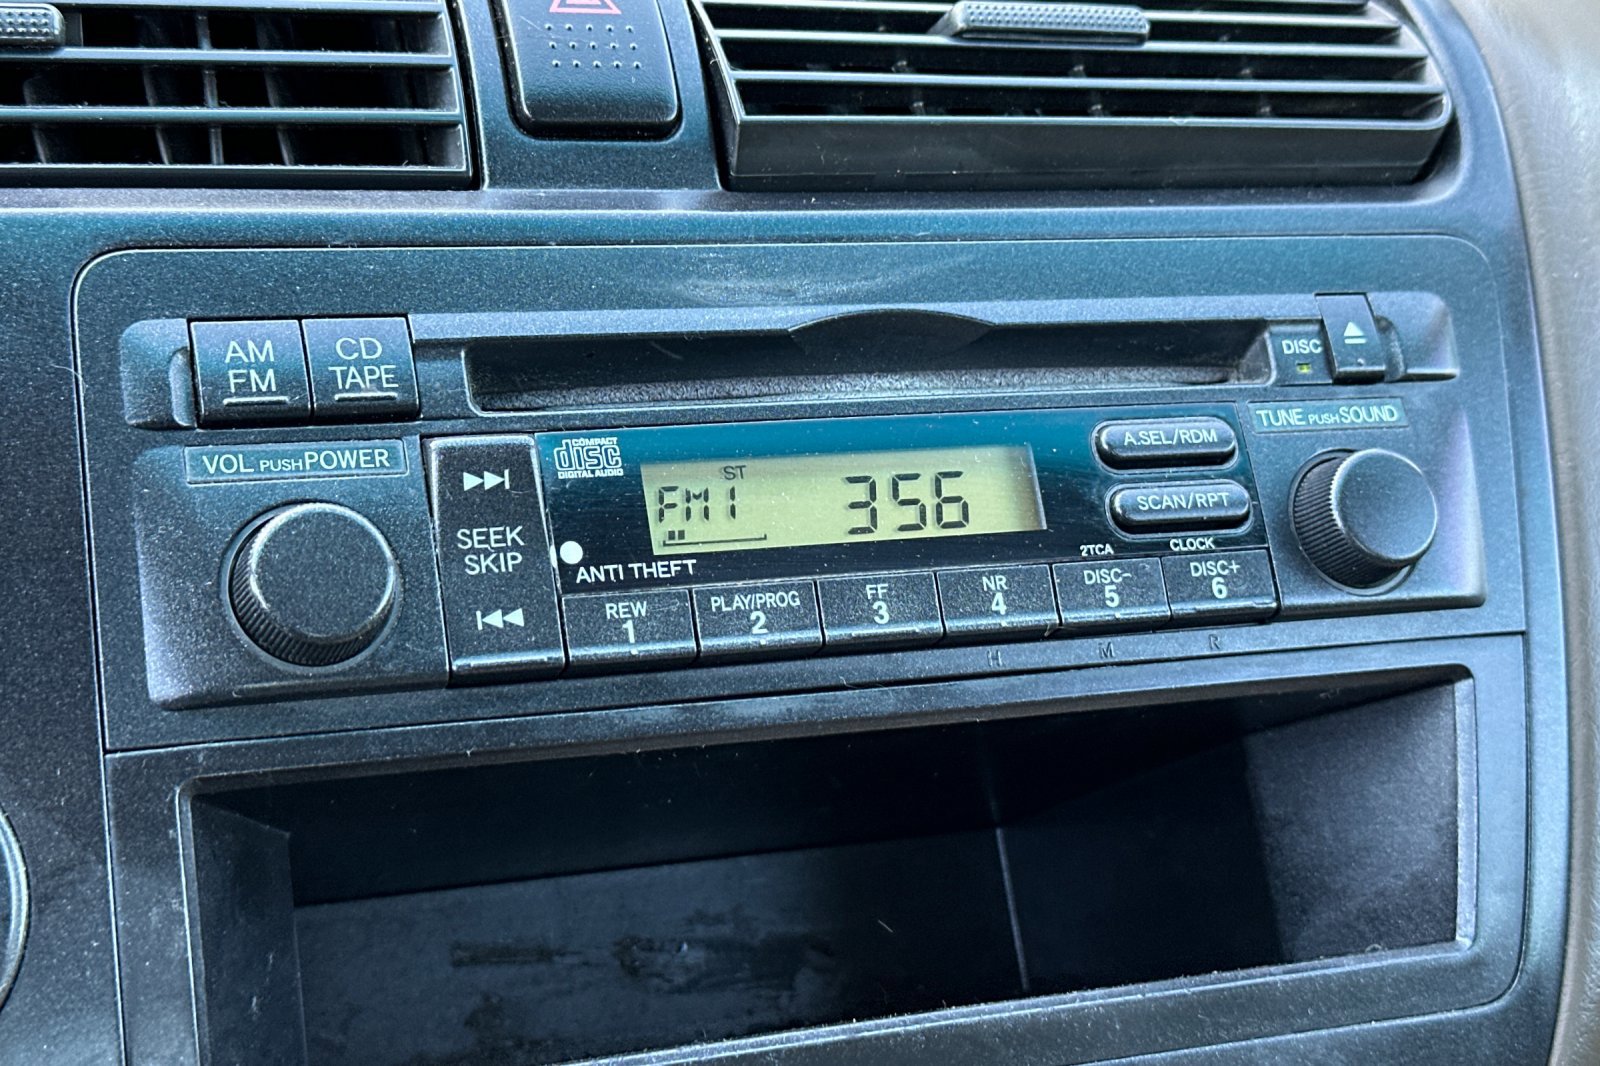 AM
FM
CD
TAPE
DISC
VOL PUSH POWER
TUNE PUSH SOUND
SEEK
SKIP
COMPACT
disc
DIGITAL AUDIO
ST
FM1
356
A.SEL/RDM
SCAN/RPT
ANTI THEFT
2TCA
CLOCK
REW
1
PLAY/PROG
2
FF
3
NR
4
DISC-
5
DISC+
6
H
M
R